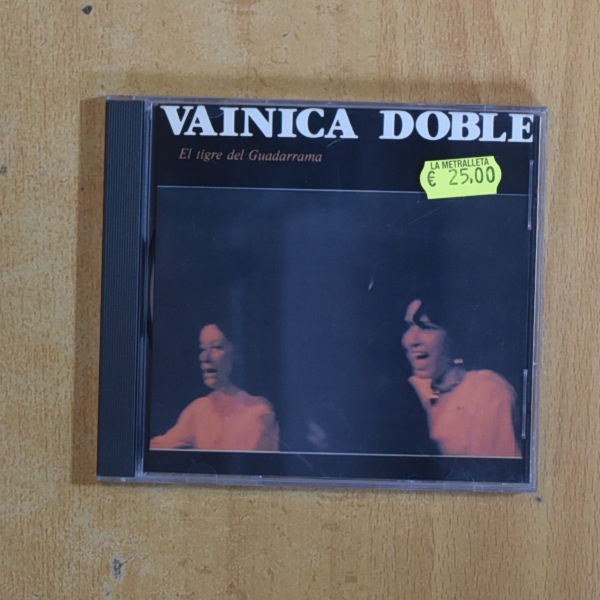 VAINICA DOBLE
El tigre del Guadarrama
LA METRALLETA
€ 25,00